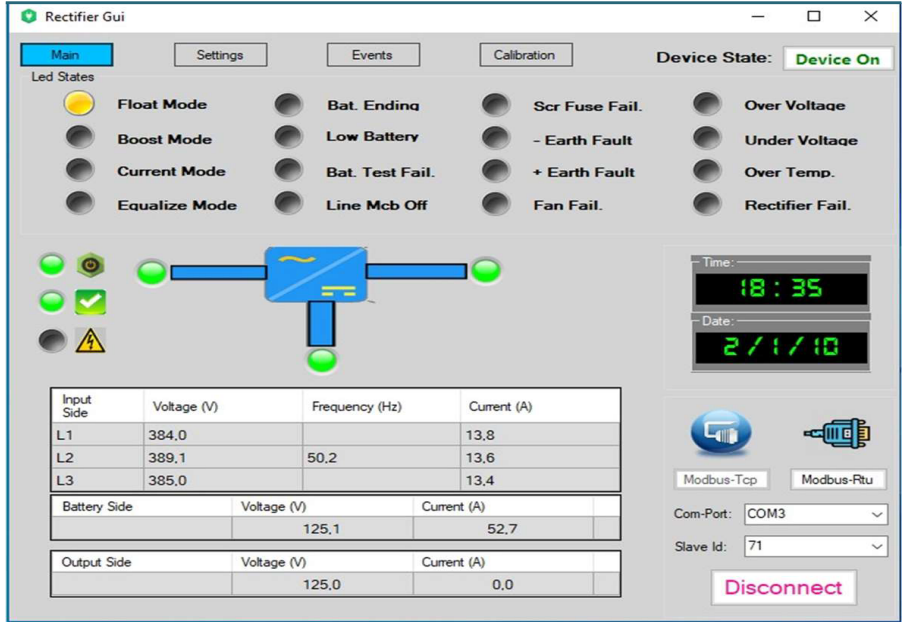 Rectifier Gui
Main Settings Events Calibration Device State: Device On
Led States
Float Mode Bat. Ending Scr Fuse Fail. Over Voltage
Boost Mode Low Battery - Earth Fault Under Voltage
Current Mode Bat. Test Fail. + Earth Fault Over Temp.
Equalize Mode Line Mcb Off Fan Fail. Rectifier Fail.
Time:
18:35
Date:
2/1/10
Input Side Voltage (V) Frequency (Hz) Current (A)
L1 384,0 13,8
L2 389,1 50,2 13,6
L3 385,0 13,4
Battery Side Voltage (V) Current (A)
125,1 52,7
Output Side Voltage (V) Current (A)
125,0 0,0
Modbus-Tcp Modbus-Rtu
Com-Port: COM3
Slave Id: 71
Disconnect